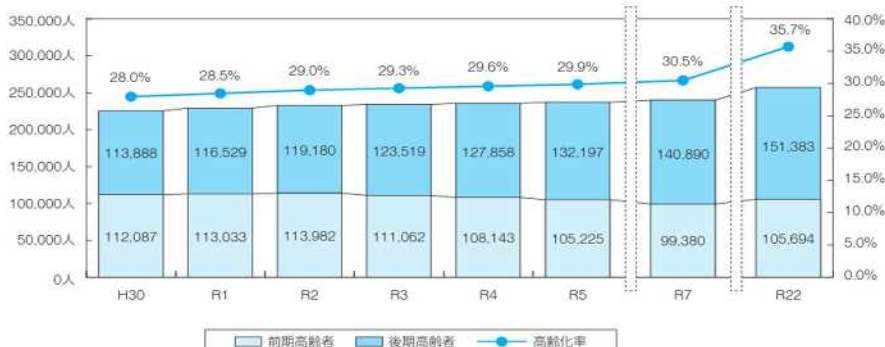 350,000人
300,000人
250,000人
200,000人
150,000人
100,000人
50,000人
0人
40.0%
35.0%
30.0%
25.0%
20.0%
15.0%
10.0%
5.0%
0.0%
28.0%
28.5%
29.0%
29.3%
29.6%
29.9%
30.5%
35.7%
113,888
116,529
119,180
123,519
127,858
132,197
140,890
151,383
112,087
113,033
113,982
111,062
108,143
105,225
99,380
105,694
H30
R1
R2
R3
R4
R5
R7
R22
前期高齢者
後期高齢者
高齢化率